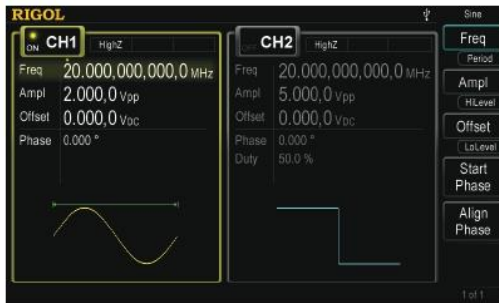 RIGOL
Sine
ON CH1 HighZ
Freq 20.000,000,000,0 MHz
Ampl 2.000,0 Vpp
Offset 0.000,0 VDC
Phase 0.000 °
OFF CH2 HighZ
Freq 20.000,000,000,0 MHz
Ampl 5.000,0 Vpp
Offset 0.000,0 VDC
Phase 0.000 °
Duty 50.0 %
Freq
Period
Ampl
HiLevel
Offset
LoLevel
Start
Phase
Align
Phase
1 of 1